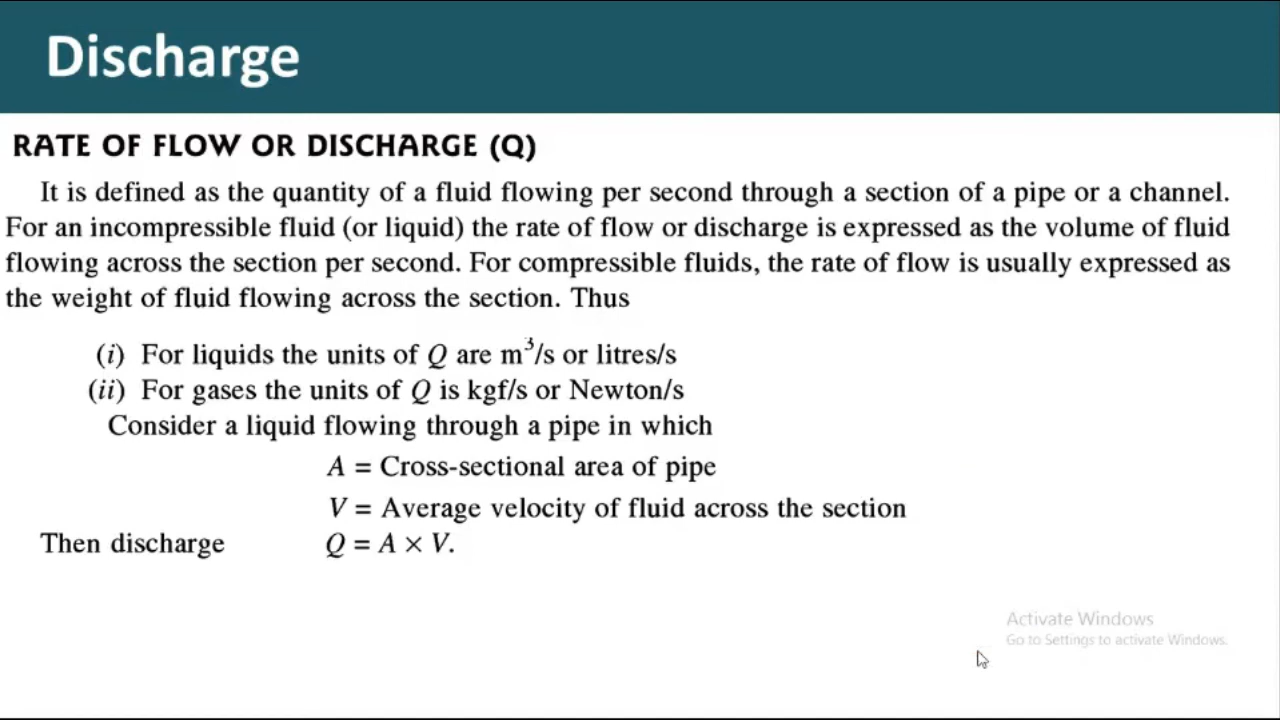 Discharge
RATE OF FLOW OR DISCHARGE (Q)
It is defined as the quantity of a fluid flowing per second through a section of a pipe or a channel.
For an incompressible fluid (or liquid) the rate of flow or discharge is expressed as the volume of fluid
flowing across the section per second. For compressible fluids, the rate of flow is usually expressed as
the weight of fluid flowing across the section. Thus
(i) For liquids the units of Q are m³/s or litres/s
(ii) For gases the units of Q is kgf/s or Newton/s
Consider a liquid flowing through a pipe in which
A = Cross-sectional area of pipe
V = Average velocity of fluid across the section
Then discharge Q = A × V.
Activate Windows
Go to Settings to activate Windows.